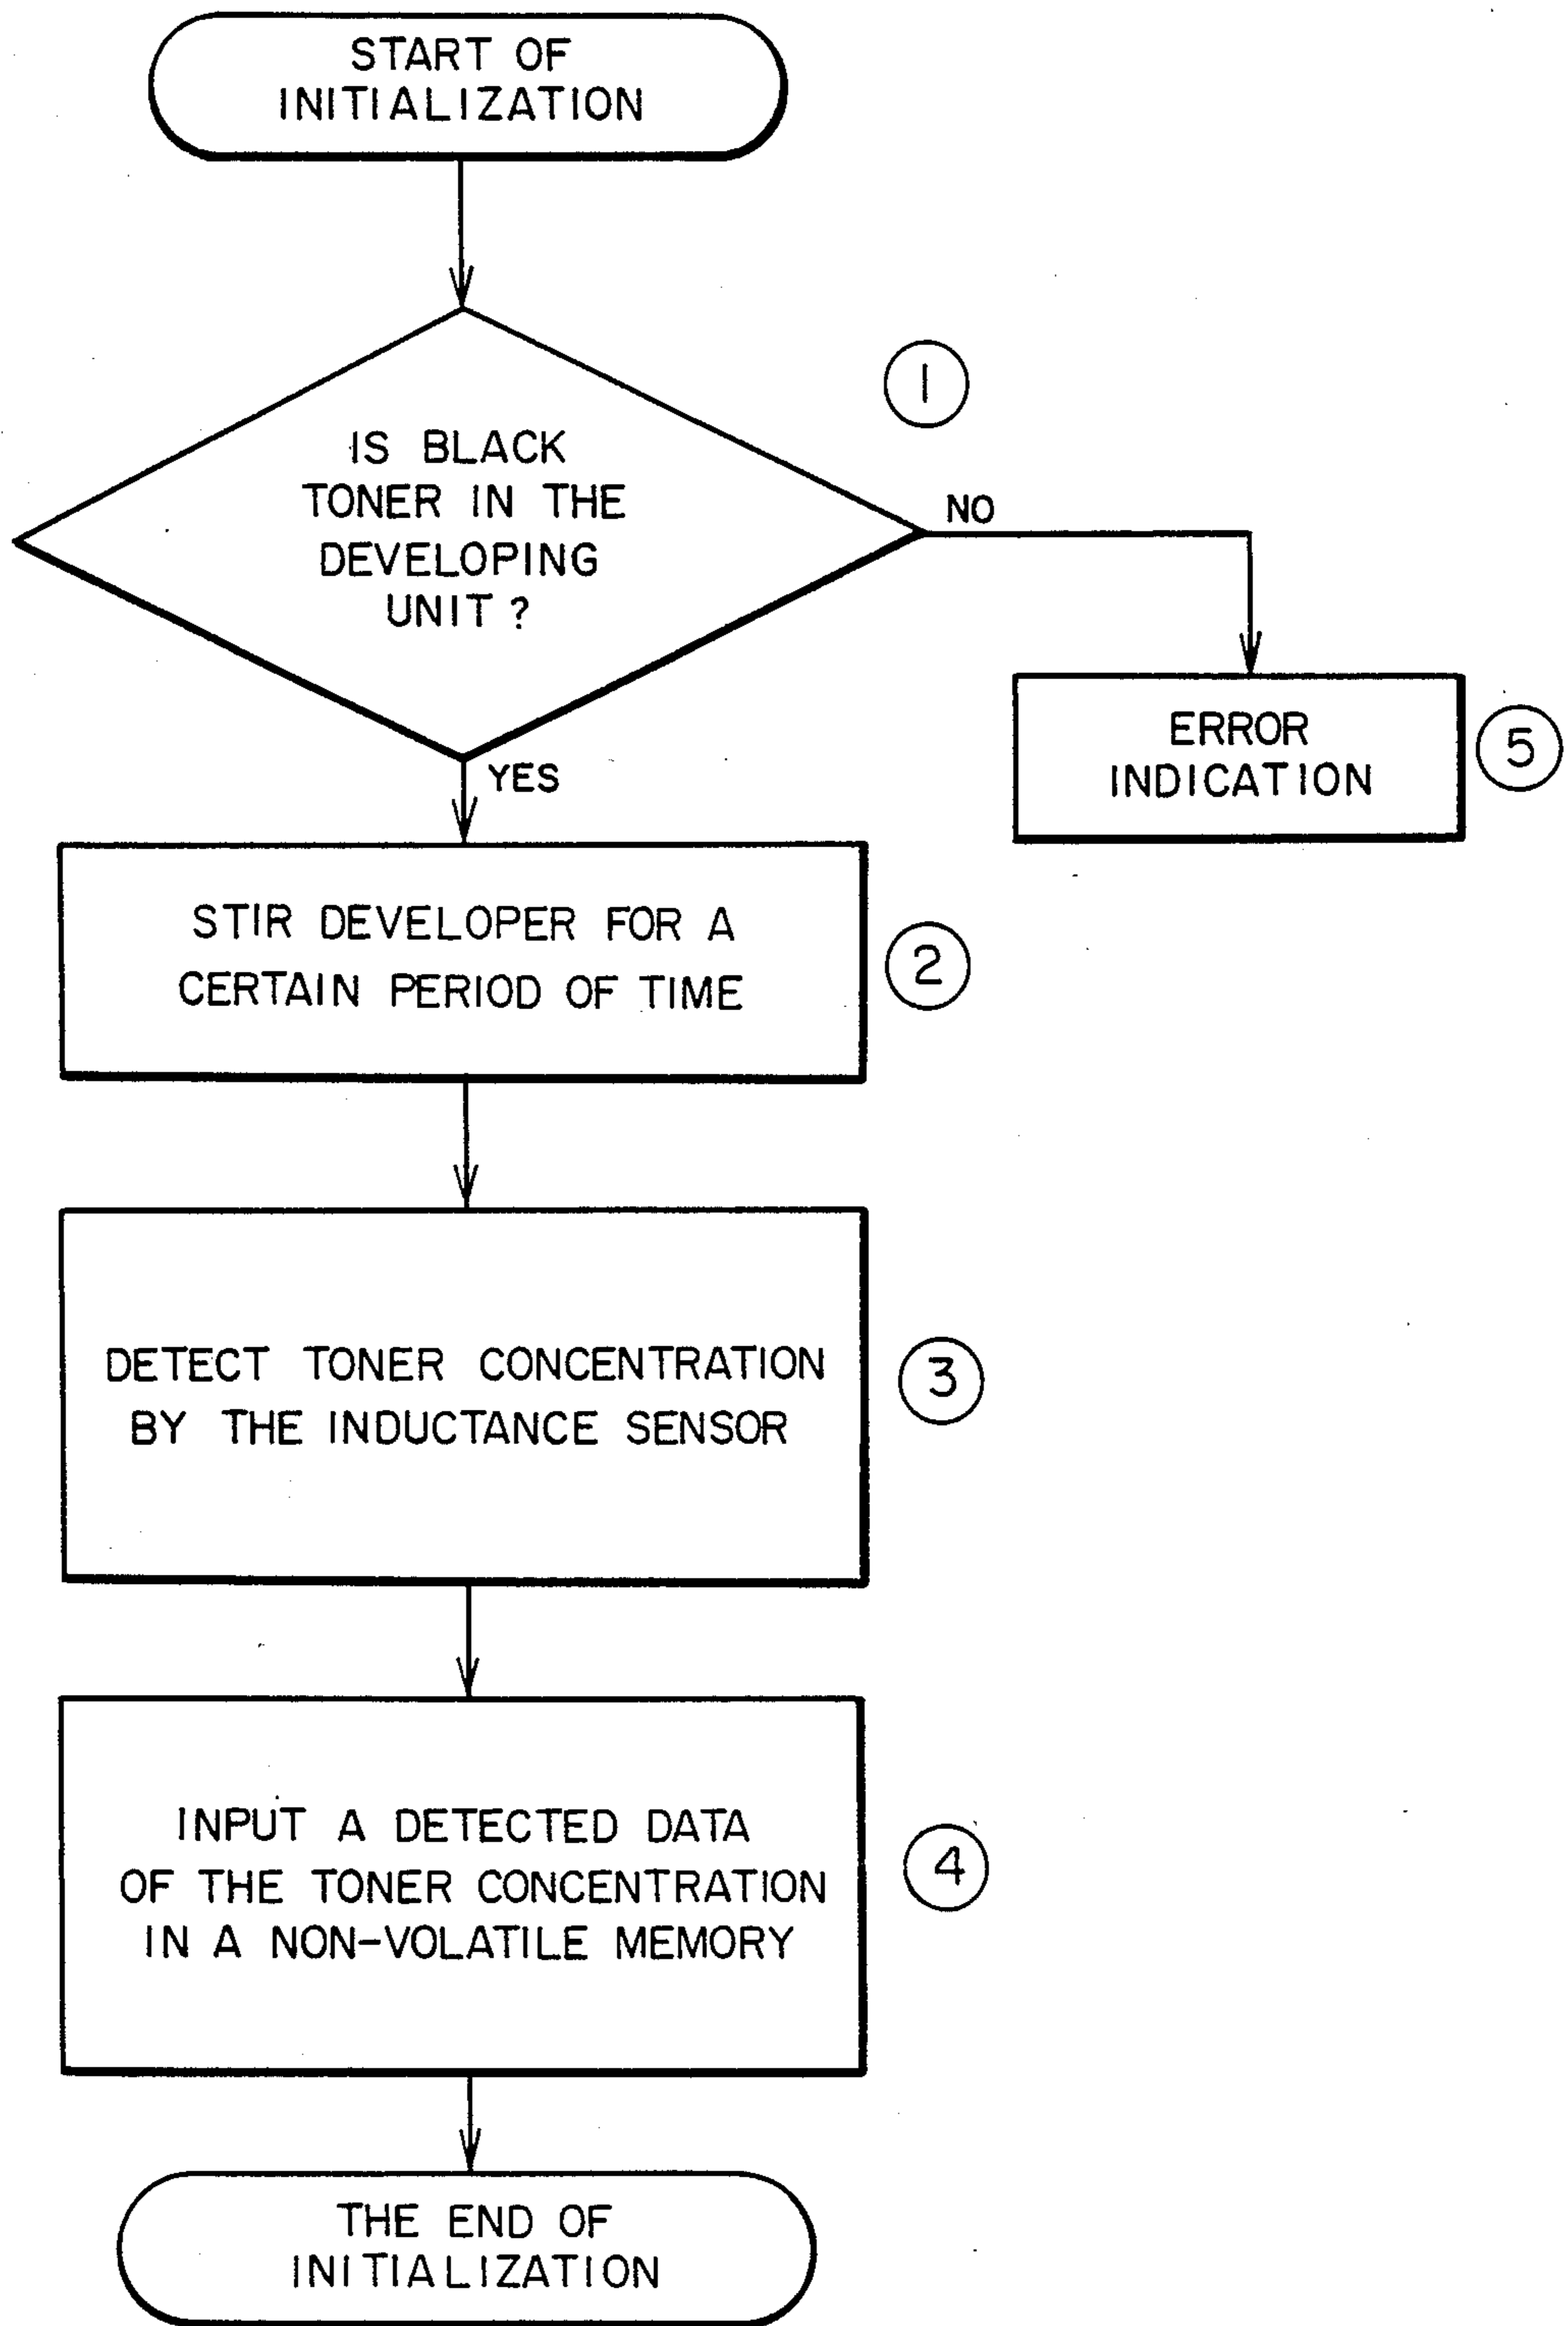 START OF
INITIALIZATION
1
IS BLACK
TONER IN THE
DEVELOPING
UNIT?
NO
YES
ERROR
INDICATION
5
STIR DEVELOPER FOR A
CERTAIN PERIOD OF TIME
2
DETECT TONER CONCENTRATION
BY THE INDUCTANCE SENSOR
3
INPUT A DETECTED DATA
OF THE TONER CONCENTRATION
IN A NON-VOLATILE MEMORY
4
THE END OF
INITIALIZATION